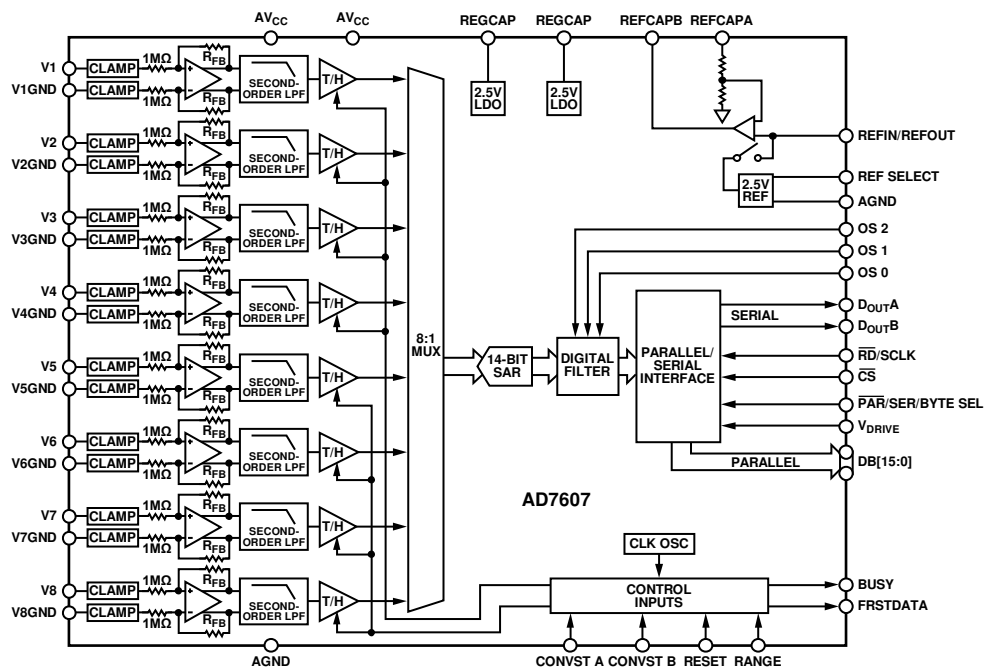 AVCC
AVCC
REGCAP
REGCAP
REFCAPB
REFCAPA
V1
CLAMP
1MΩ
RFB
V1GND
CLAMP
1MΩ
RFB
SECOND-
ORDER LPF
T/H
V2
CLAMP
1MΩ
RFB
V2GND
CLAMP
1MΩ
RFB
SECOND-
ORDER LPF
T/H
V3
CLAMP
1MΩ
RFB
V3GND
CLAMP
1MΩ
RFB
SECOND-
ORDER LPF
T/H
V4
CLAMP
1MΩ
RFB
V4GND
CLAMP
1MΩ
RFB
SECOND-
ORDER LPF
T/H
V5
CLAMP
1MΩ
RFB
V5GND
CLAMP
1MΩ
RFB
SECOND-
ORDER LPF
T/H
V6
CLAMP
1MΩ
RFB
V6GND
CLAMP
1MΩ
RFB
SECOND-
ORDER LPF
T/H
V7
CLAMP
1MΩ
RFB
V7GND
CLAMP
1MΩ
RFB
SECOND-
ORDER LPF
T/H
V8
CLAMP
1MΩ
RFB
V8GND
CLAMP
1MΩ
RFB
SECOND-
ORDER LPF
T/H
8:1
MUX
2.5V
LDO
2.5V
LDO
REFIN/REFOUT
2.5V
REF
REF SELECT
AGND
OS 2
OS 1
OS 0
14-BIT
SAR
DIGITAL
FILTER
PARALLEL/
SERIAL
INTERFACE
SERIAL
DOUTA
DOUTB
RD/SCLK
CS
PAR/SER/BYTE SEL
VDRIVE
PARALLEL
DB[15:0]
AD7607
CLK OSC
CONTROL
INPUTS
BUSY
FRSTDATA
AGND
CONVST A
CONVST B
RESET
RANGE